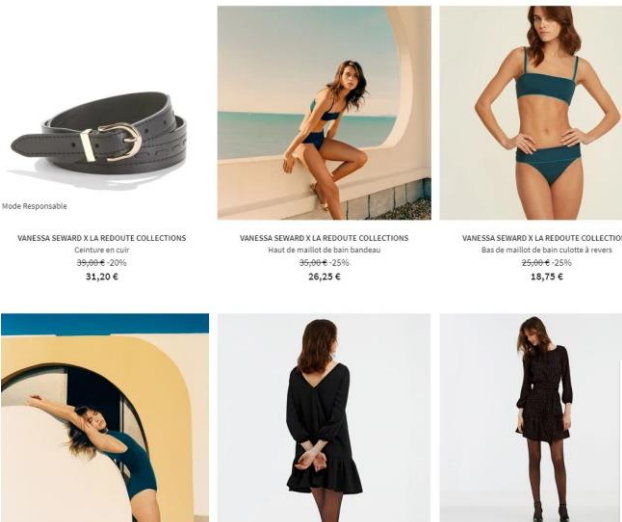 Mode Responsable
VANESSA SEWARD X LA REDOUTE COLLECTIONS
Ceinture en cuir
39,00 € -20%
31,20 €
VANESSA SEWARD X LA REDOUTE COLLECTIONS
Haut de maillot de bain bandeau
35,00 € -25%
26,25 €
VANESSA SEWARD X LA REDOUTE COLLECTIO
Bas de maillot de bain culotte à revers
25,00 € -25%
18,75 €